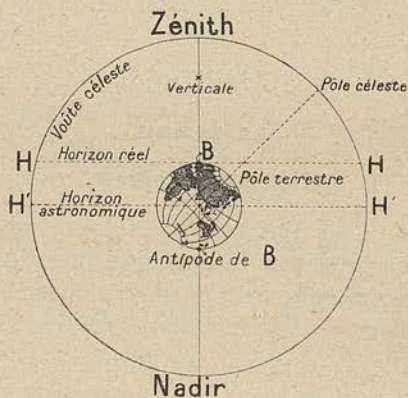 Zénith
Voûte céleste
Verticale
Pôle céleste
B
H
Horizon réel
H
Pôle terrestre
H'
Horizon
astronomique
H'
Antipode de B
Nadir